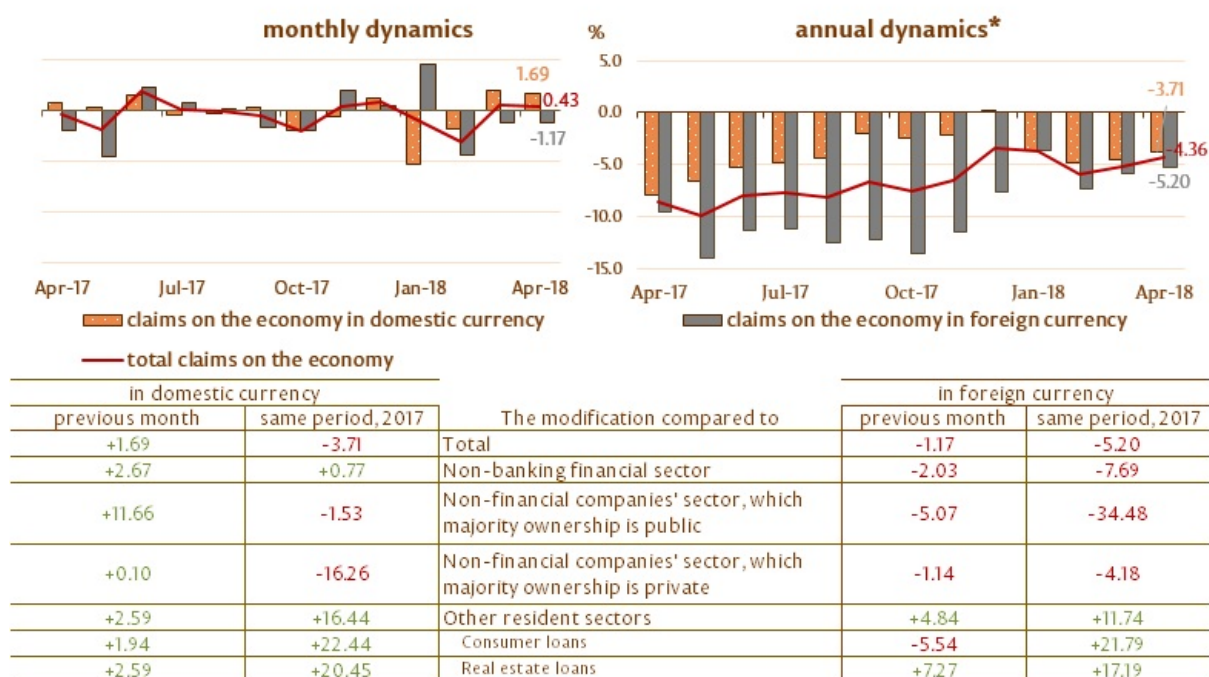 monthly dynamics
%
annual dynamics*
5.0
0.0
-5.0
-10.0
-15.0
1.69
0.43
-1.17
-3.71
-4.36
-5.20
Apr-17 Jul-17 Oct-17 Jan-18 Apr-18
Apr-17 Jul-17 Oct-17 Jan-18 Apr-18
claims on the economy in domestic currency
claims on the economy in foreign currency
total claims on the economy
in domestic currency in foreign currency
previous month same period, 2017 The modification compared to previous month same period, 2017
+1.69 -3.71 Total -1.17 -5.20
+2.67 +0.77 Non-banking financial sector -2.03 -7.69
+11.66 -1.53 Non-financial companies' sector, which
majority ownership is public -5.07 -34.48
+0.10 -16.26 Non-financial companies' sector, which
majority ownership is private -1.14 -4.18
+2.59 +16.44 Other resident sectors +4.84 +11.74
+1.94 +22.44 Consumer loans -5.54 +21.79
+2.59 +20.45 Real estate loans +7.27 +17.19